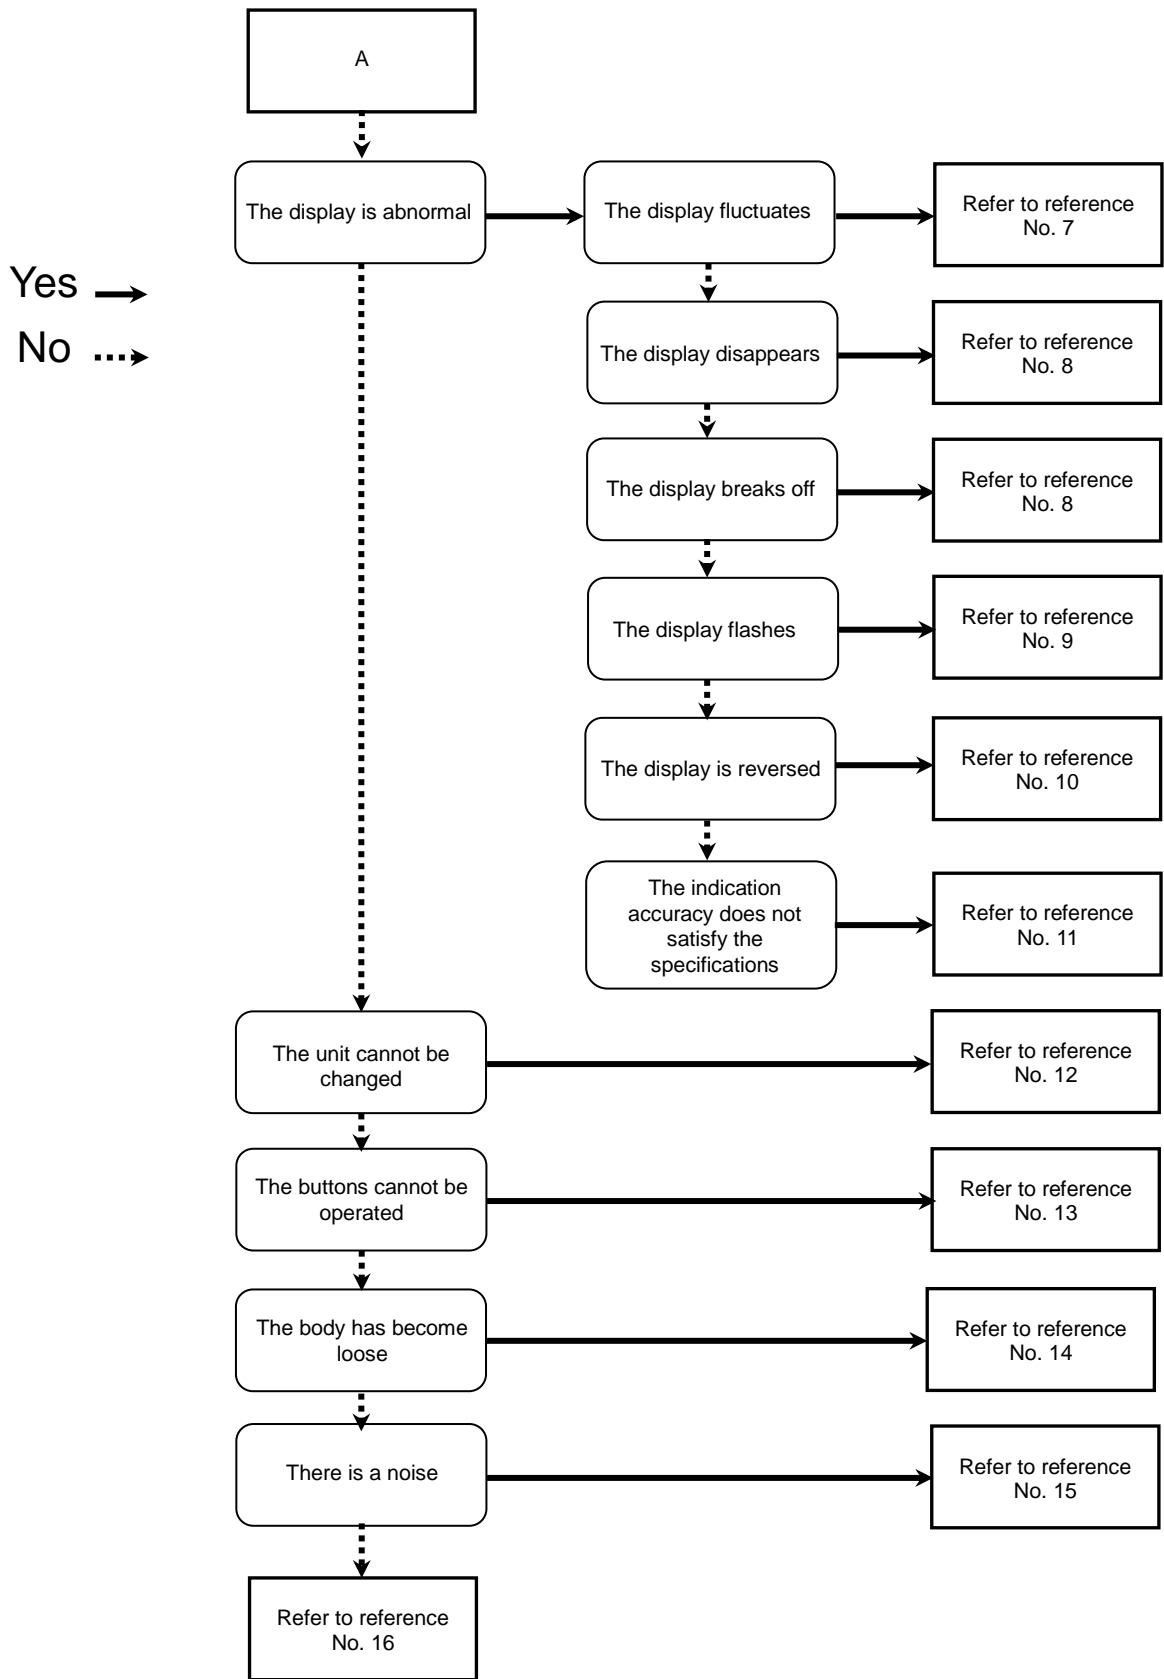 A
The display is abnormal
The display fluctuates
Refer to reference
No. 7
Yes
No
The display disappears
Refer to reference
No. 8
The display breaks off
Refer to reference
No. 8
The display flashes
Refer to reference
No. 9
The display is reversed
Refer to reference
No. 10
The indication
accuracy does not
satisfy the
specifications
Refer to reference
No. 11
The unit cannot be
changed
Refer to reference
No. 12
The buttons cannot be
operated
Refer to reference
No. 13
The body has become
loose
Refer to reference
No. 14
There is a noise
Refer to reference
No. 15
Refer to reference
No. 16